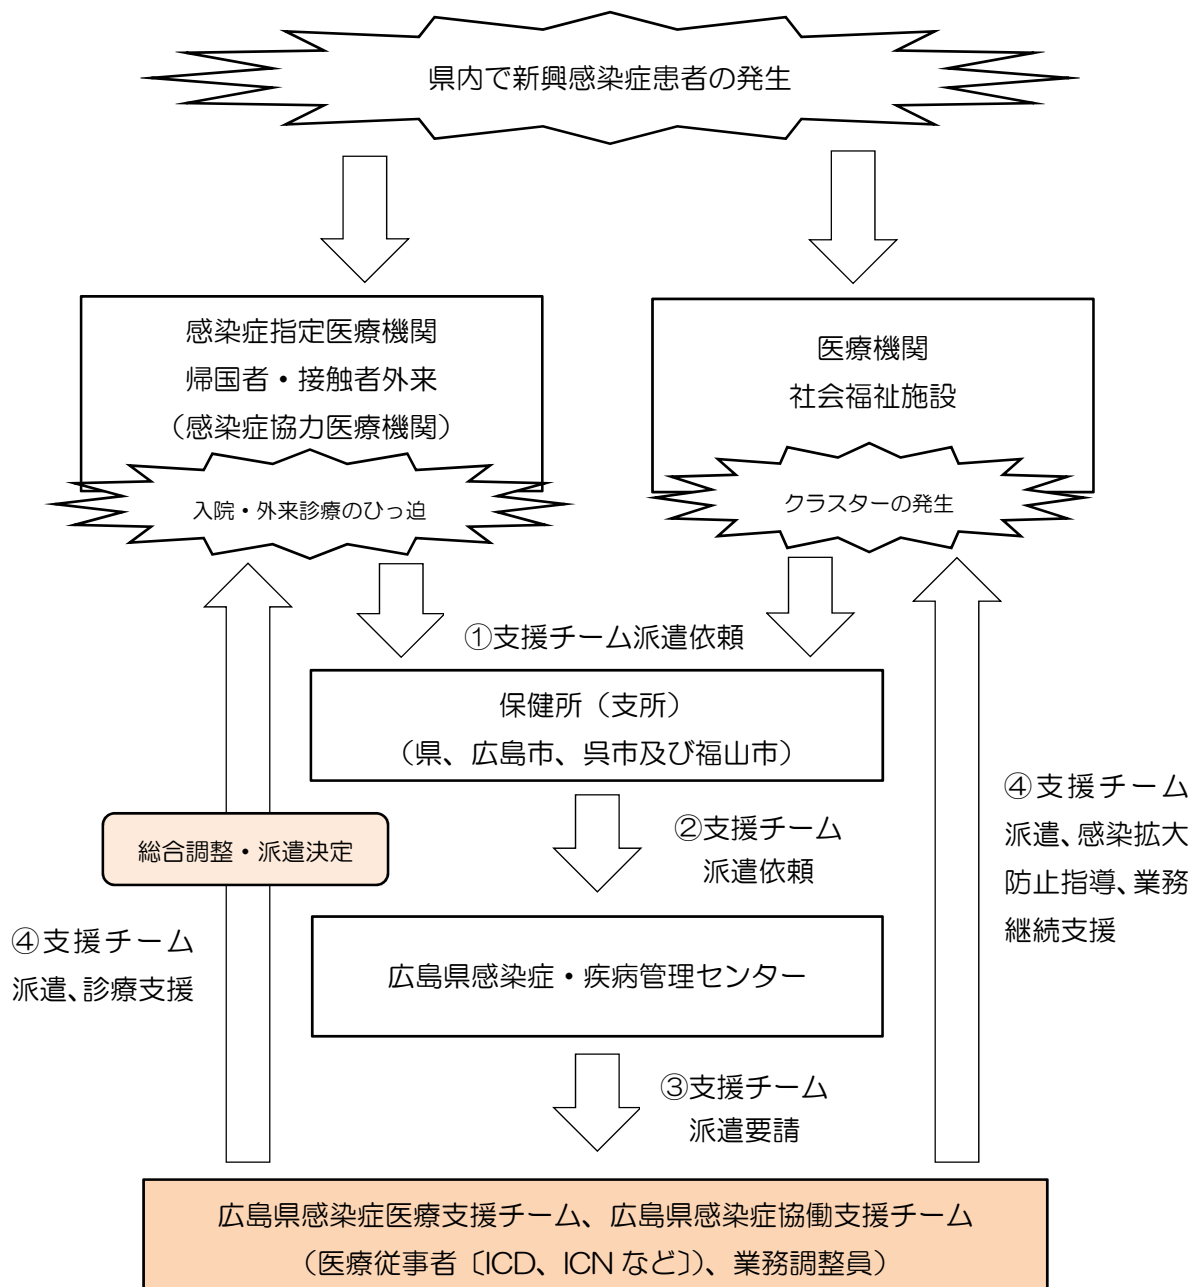 県内で新興感染症患者の発生
感染症指定医療機関
帰国者・接触者外来
（感染症協力医療機関）
入院・外来診療のひっ迫
医療機関
社会福祉施設
クラスターの発生
①支援チーム派遣依頼
保健所（支所）
（県、広島市、呉市及び福山市）
②支援チーム
派遣依頼
総合調整・派遣決定
広島県感染症・疾病管理センター
③支援チーム
派遣要請
④支援チーム
派遣、診療支援
④支援チーム
派遣、感染拡大
防止指導、業務
継続支援
広島県感染症医療支援チーム、広島県感染症協働支援チーム
（医療従事者〔ICD、ICN など〕）、業務調整員）